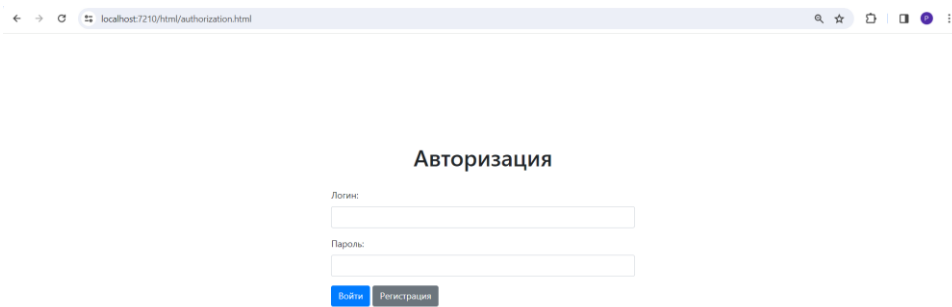 localhost:7210/html/authorization.html
P
Авторизация
Логин:
Пароль:
Войти Регистрация